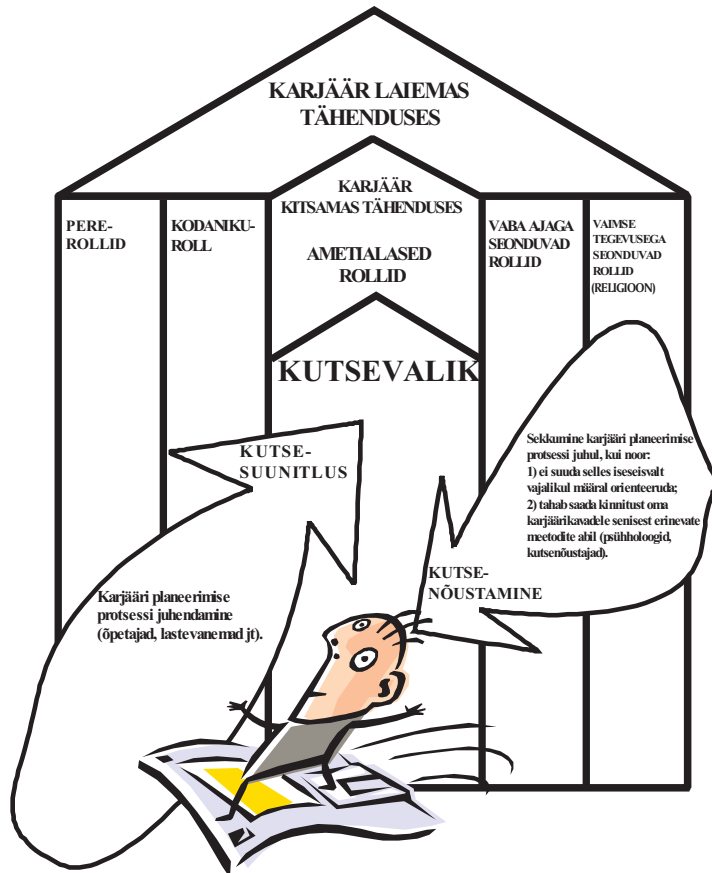 KARJÄÄR LAIEMAS
TÄHENDUSES
KARJÄÄR
KITSAMAS TÄHENDUSES
AMETIALASED
ROLLID
PERE-
ROLLID
KODANIKU-
ROLL
VABA AJAGA
SEONDUVAD
ROLLID
VAIMSE
TEGEVUSEGA
SEONDUVAD
ROLLID
(RELIGIOON)
KUTSEVALIK
KUTSE-
SUUNITLUS
Karjääri planeerimise
protsessi juhendamine
(õpetajad, lastevanemad jt).
Sekkumine karjääri planeerimise
protsessi juhul, kui noor:
1) ei suuda selles iseseisvalt
vajalikul määral orienteeruda;
2) tahab saada kinnitust oma
karjäärikavadele senisest erinevate
meetodite abil (psühholoogid,
kutsenõustajad).
KUTSE-
NÕUSTAMINE